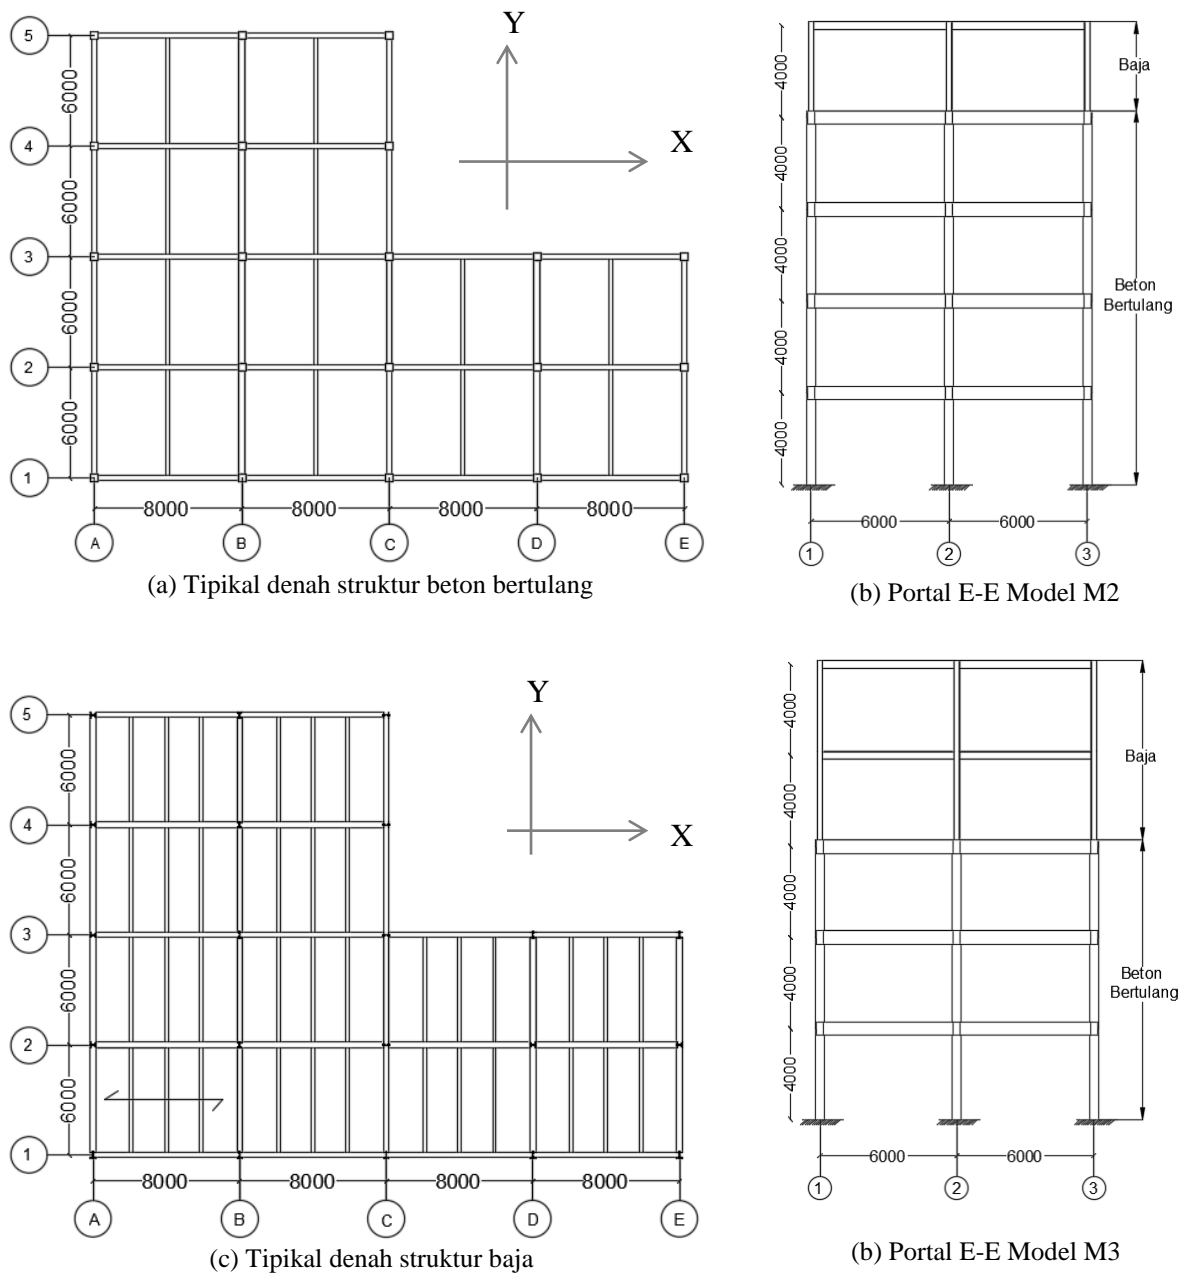 5
4
3
2
1
6000
6000
6000
6000
8000
8000
8000
8000
A
B
C
D
E
Y
X
(a) Tipikal denah struktur beton bertulang
4000
4000
4000
4000
4000
Baja
Beton
Bertulang
6000
6000
1
2
3
(b) Portal E-E Model M2
5
4
3
2
1
6000
6000
6000
6000
8000
8000
8000
8000
A
B
C
D
E
Y
X
(c) Tipikal denah struktur baja
4000
4000
4000
4000
4000
Baja
Beton
Bertulang
6000
6000
1
2
3
(b) Portal E-E Model M3